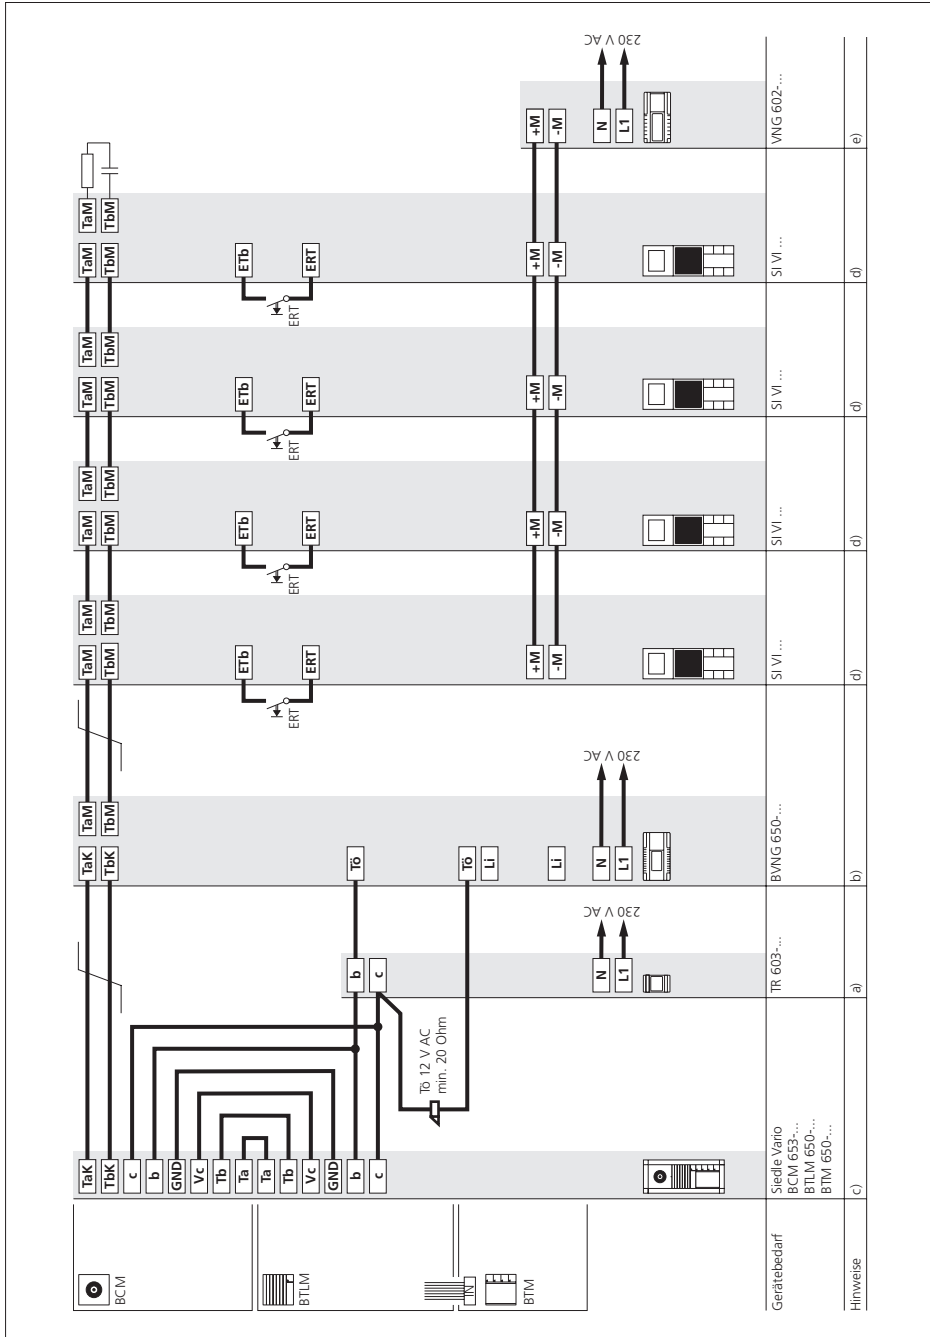 TaK TaK TaM TaM TaM TaM TaM TaM TaM TaM TaM
BCM TbK TbK TbM TbM TbM TbM TbM TbM TbM TbM TbM
c
b
GND
Vc
Tb
Ta ETb ETb ETb ETb
Ta
Tb
ERT ERT ERT ERT
BTLM Vc ERT ERT ERT ERT
GND
b b Tö
c c
Tö 12 V AC
min. 20 Ohm
IN Tö
Li
BTM +M +M +M +M +M
Li -M -M -M -M -M
N N N
230 V AC 230 V AC 230 V AC
L1 L1 L1
Gerätebedarf
Siedle Vario
BCM 653-...
BTLM 650-...
BTM 650-...
TR 603-...
BVNG 650-...
SI VI ...
SI VI ...
SI VI ...
SI VI ...
VNG 602-...
Hinweise c) a) b) d) d) d) d) e)